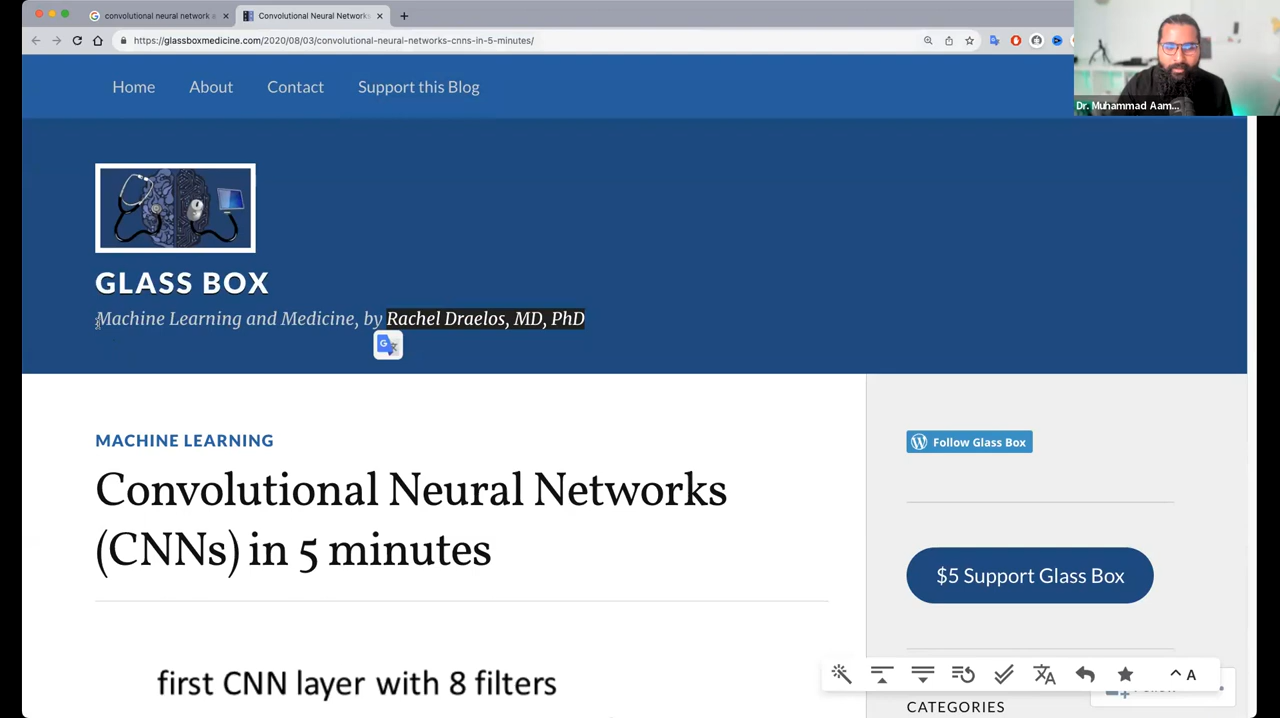 convolutional neural network e
Convolutional Neural Networks
https://glassboxmedicine.com/2020/08/03/convolutional-neural-networks-cnns-in-5-minutes/
Home About Contact Support this Blog
Dr. Muhammad Aam...
GLASS BOX
Machine Learning and Medicine, by Rachel Draelos, MD, PhD
MACHINE LEARNING
Convolutional Neural Networks
(CNNs) in 5 minutes
Follow Glass Box
$5 Support Glass Box
first CNN layer with 8 filters
A
CATEGORIES